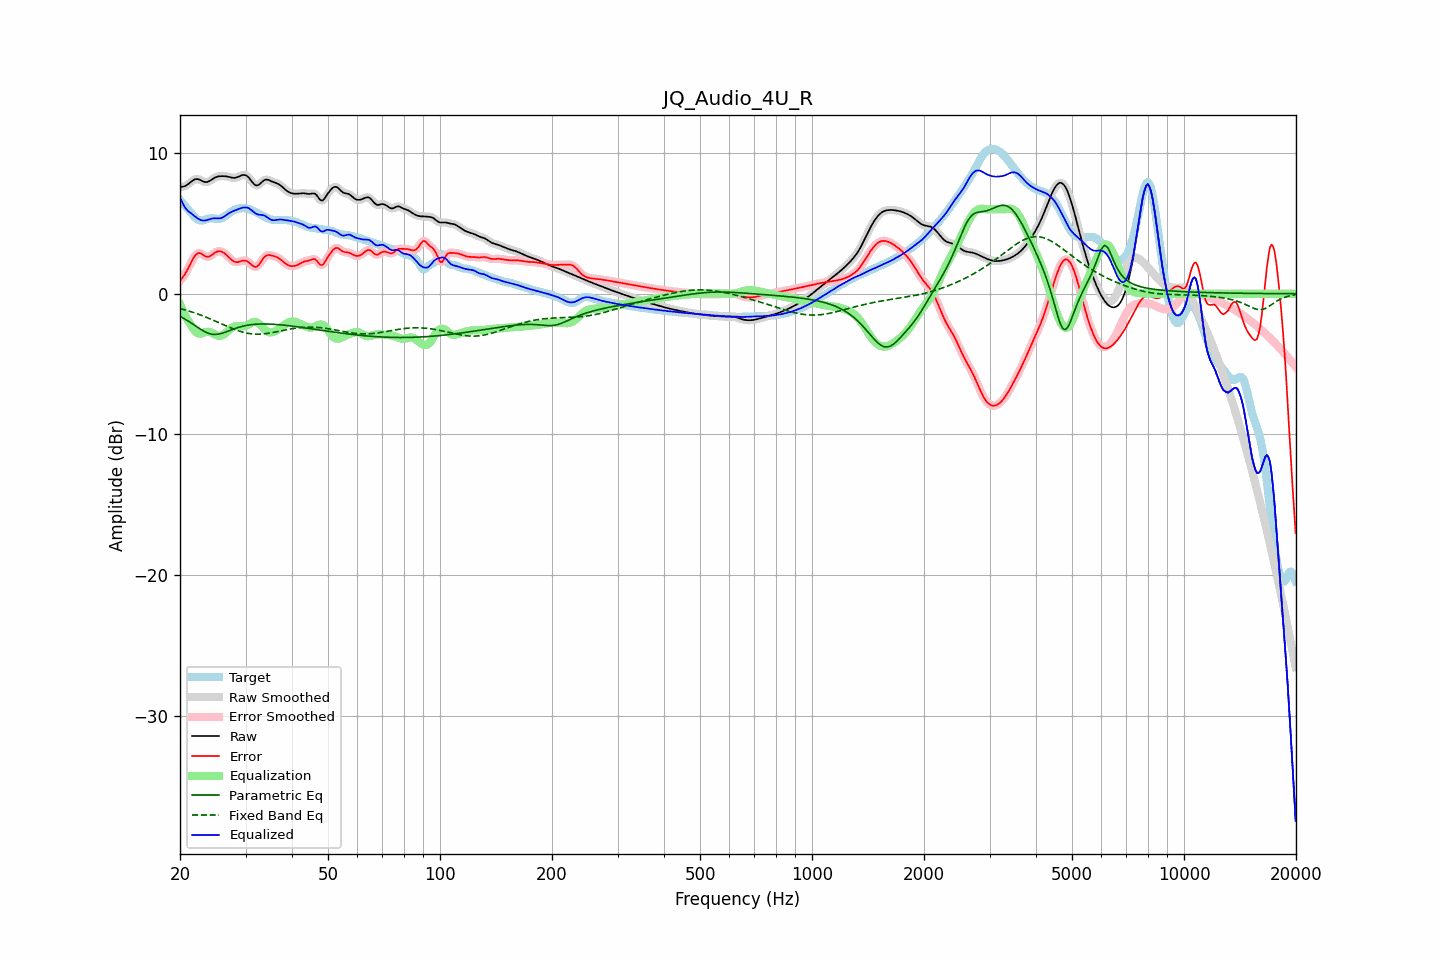 JQ_Audio_4U_R
Amplitude (dBr)
10
0
−10
−20
−30
Target
Raw Smoothed
Error Smoothed
Raw
Error
Equalization
Parametric Eq
Fixed Band Eq
Equalized
20 50 100 200 500 1000 2000 5000 10000 20000
Frequency (Hz)